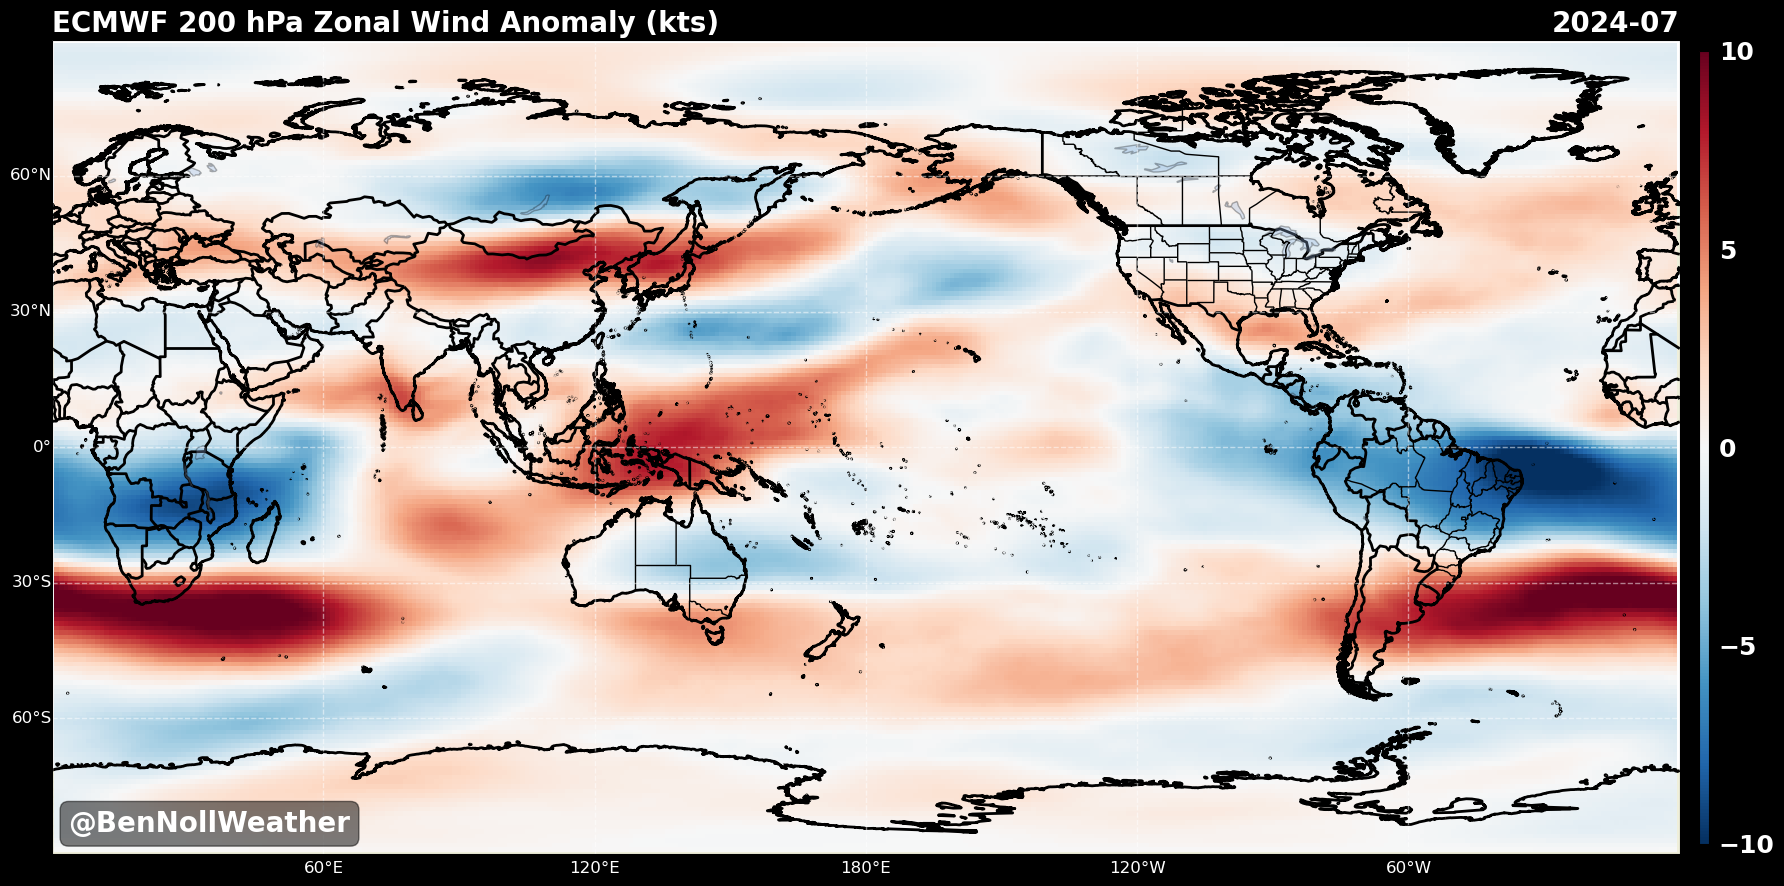 ECMWF 200 hPa Zonal Wind Anomaly (kts)
2024-07
10
5
0
−5
−10
60°N
30°N
0°
30°S
60°S
60°E
120°E
180°E
120°W
60°W
@BenNollWeather